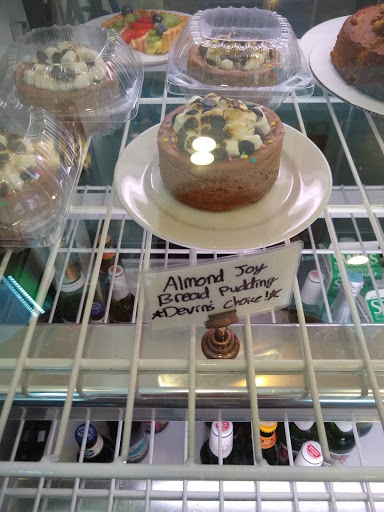 Almond Joy
Bread Pudding
*Devin's Choice